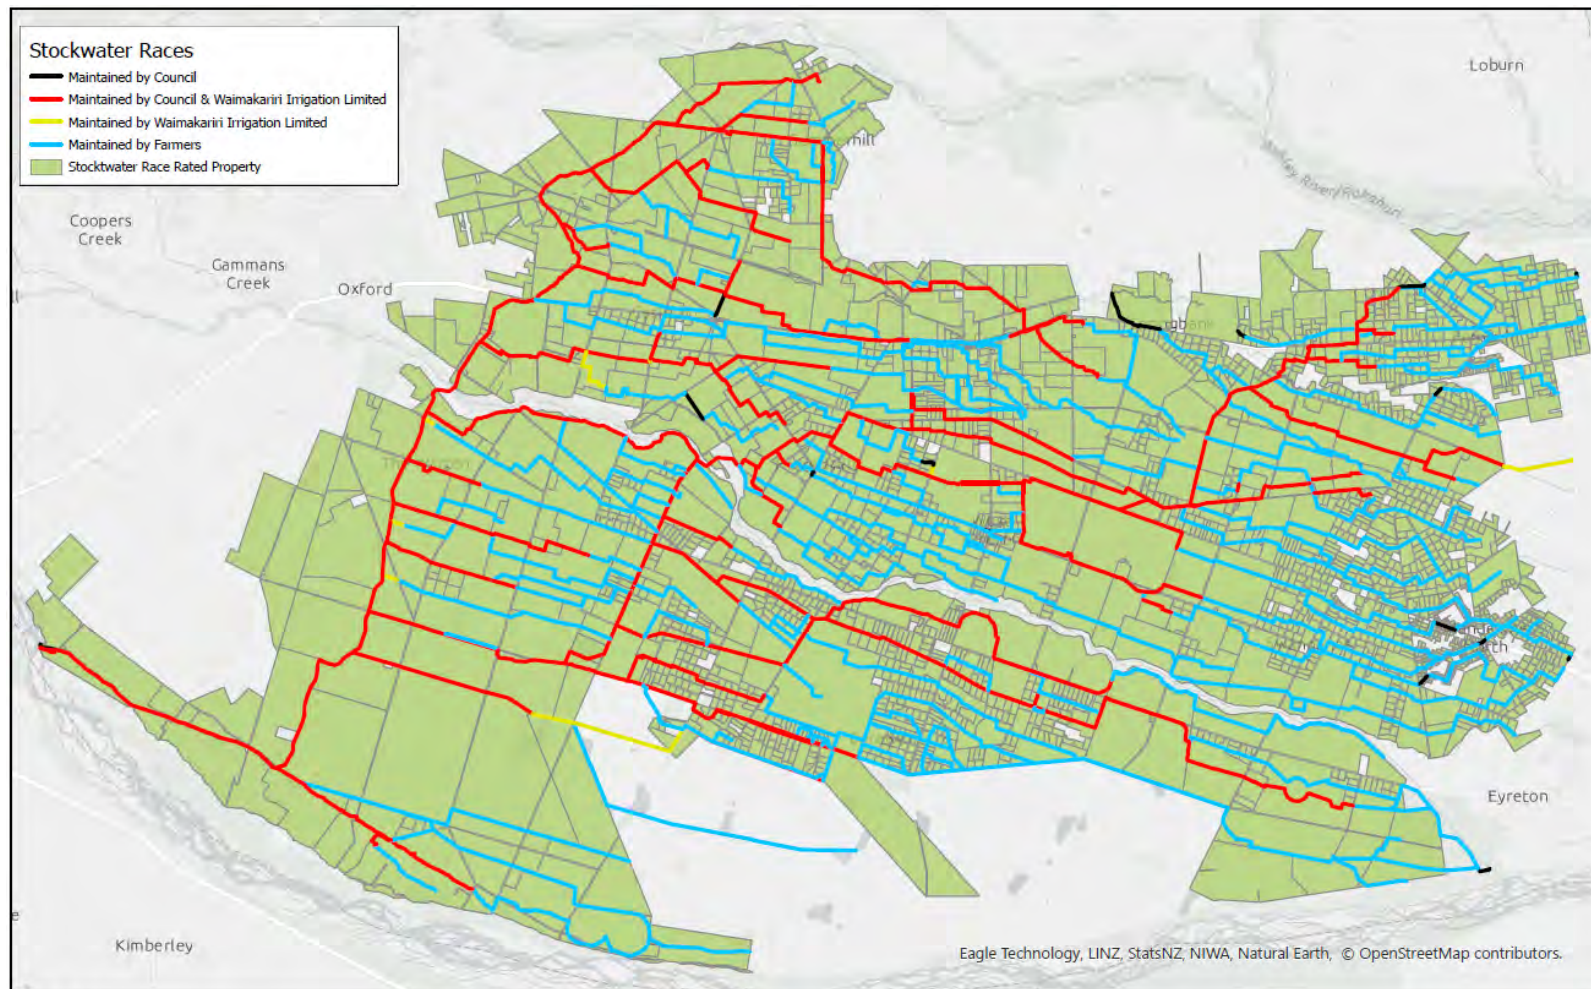 Stockwater Races
Maintained by Council
Maintained by Council & Waimakariri Irrigation Limited
Maintained by Waimakariri Irrigation Limited
Maintained by Farmers
Stocktwater Race Rated Property
Loburn
Coopers
Creek
Gammans
Creek
Oxford
Eyreton
Kimberley
Eagle Technology, LINZ, StatsNZ, NIWA, Natural Earth, © OpenStreetMap contributors.